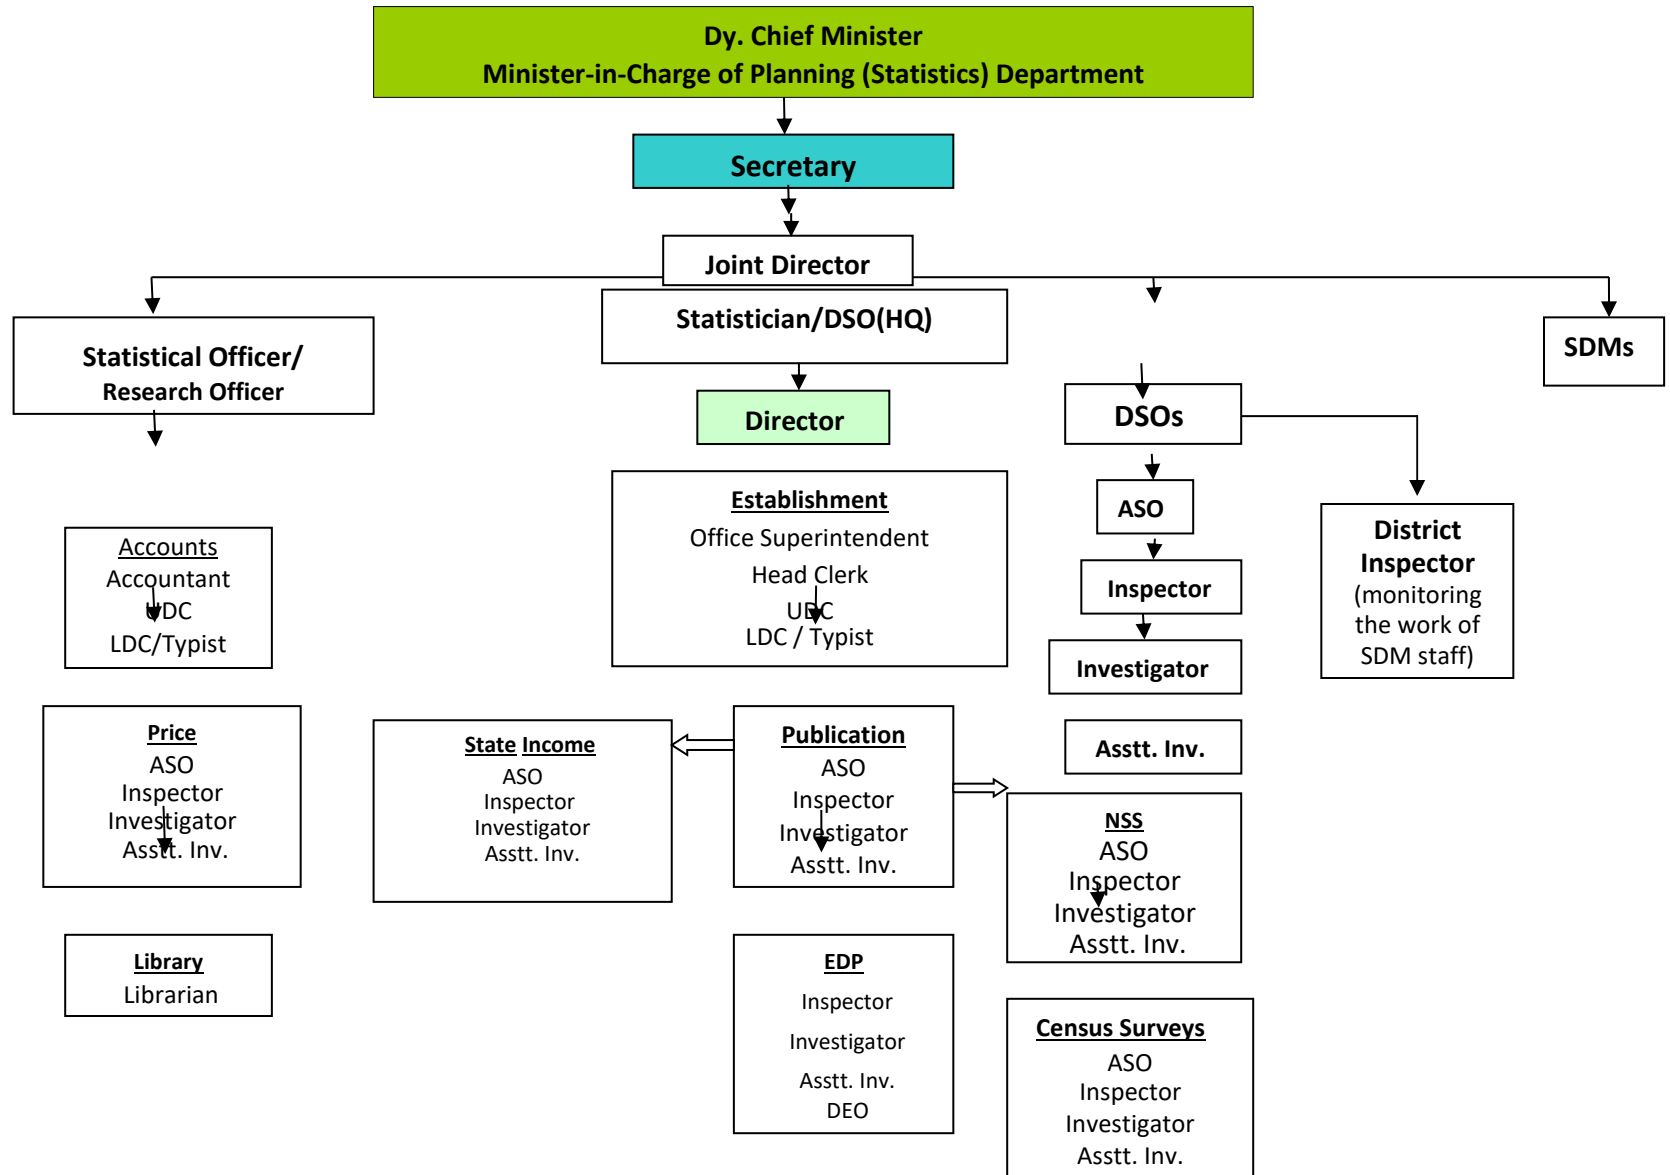 Dy. Chief Minister
Minister-in-Charge of Planning (Statistics) Department
Secretary
Joint Director
Statistician/DSO(HQ)
Statistical Officer/
Research Officer
SDMs
Director
DSOs
Establishment
Office Superintendent
Head Clerk
UDC
LDC / Typist
ASO
Inspector
Investigator
Asstt. Inv.
District
Inspector
(monitoring
the work of
SDM staff)
Accounts
Accountant
UDC
LDC/Typist
Price
ASO
Inspector
Investigator
Asstt. Inv.
State Income
ASO
Inspector
Investigator
Asstt. Inv.
Publication
ASO
Inspector
Investigator
Asstt. Inv.
NSS
ASO
Inspector
Investigator
Asstt. Inv.
Library
Librarian
EDP
Inspector
Investigator
Asstt. Inv.
DEO
Census Surveys
ASO
Inspector
Investigator
Asstt. Inv.